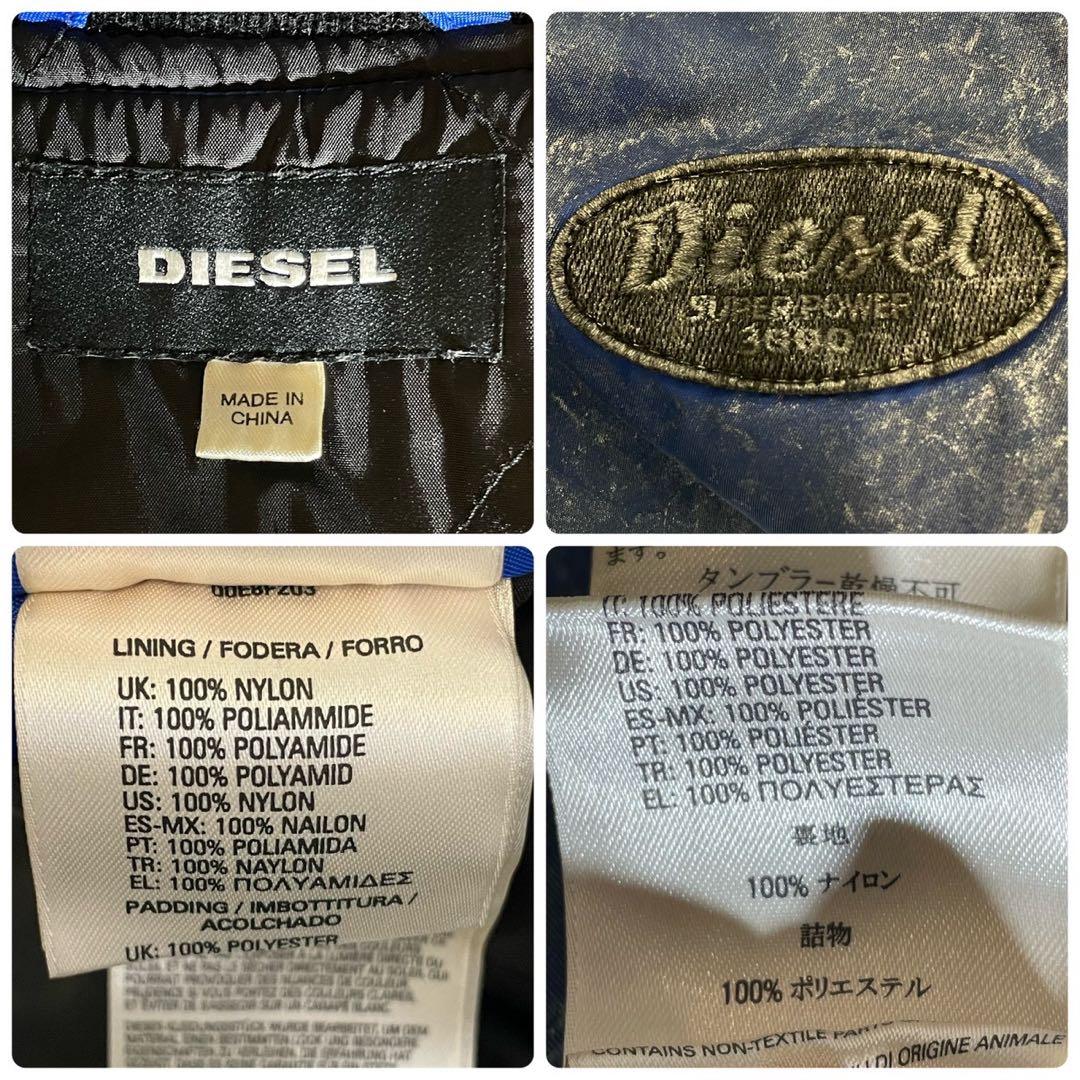 DIESEL
MADE IN
CHINA
Diesel
SUPER POWER
LINING / FODERA / FORRO
UK: 100% NYLON
IT: 100% POLIAMMIDE
FR: 100% POLYAMIDE
DE: 100% POLYAMID
US: 100% NYLON
ES-MX: 100% NAILON
PT: 100% POLIAMIDA
TR: 100% NAYLON
EL: 100% ΠΟΛΥΑΜΙΔΕΣ
PADDING / IMBOTTITURA /
ACOLCHADO
UK: 100% POLYESTER
ます。
タンブラー乾燥不可
IT: 100% POLIESTERE
FR: 100% POLYESTER
DE: 100% POLYESTER
US: 100% POLYESTER
ES-MX: 100% POLIÉSTER
PT: 100% POLIÉSTER
TR: 100% POLYESTER
EL: 100% ΠΟΛΥΕΣΤΕΡΑΣ
裏地
100% ナイロン
詰物
100% ポリエステル
CONTAINS NON-TEXTILE PARTS
DI ORIGINE ANIMALE